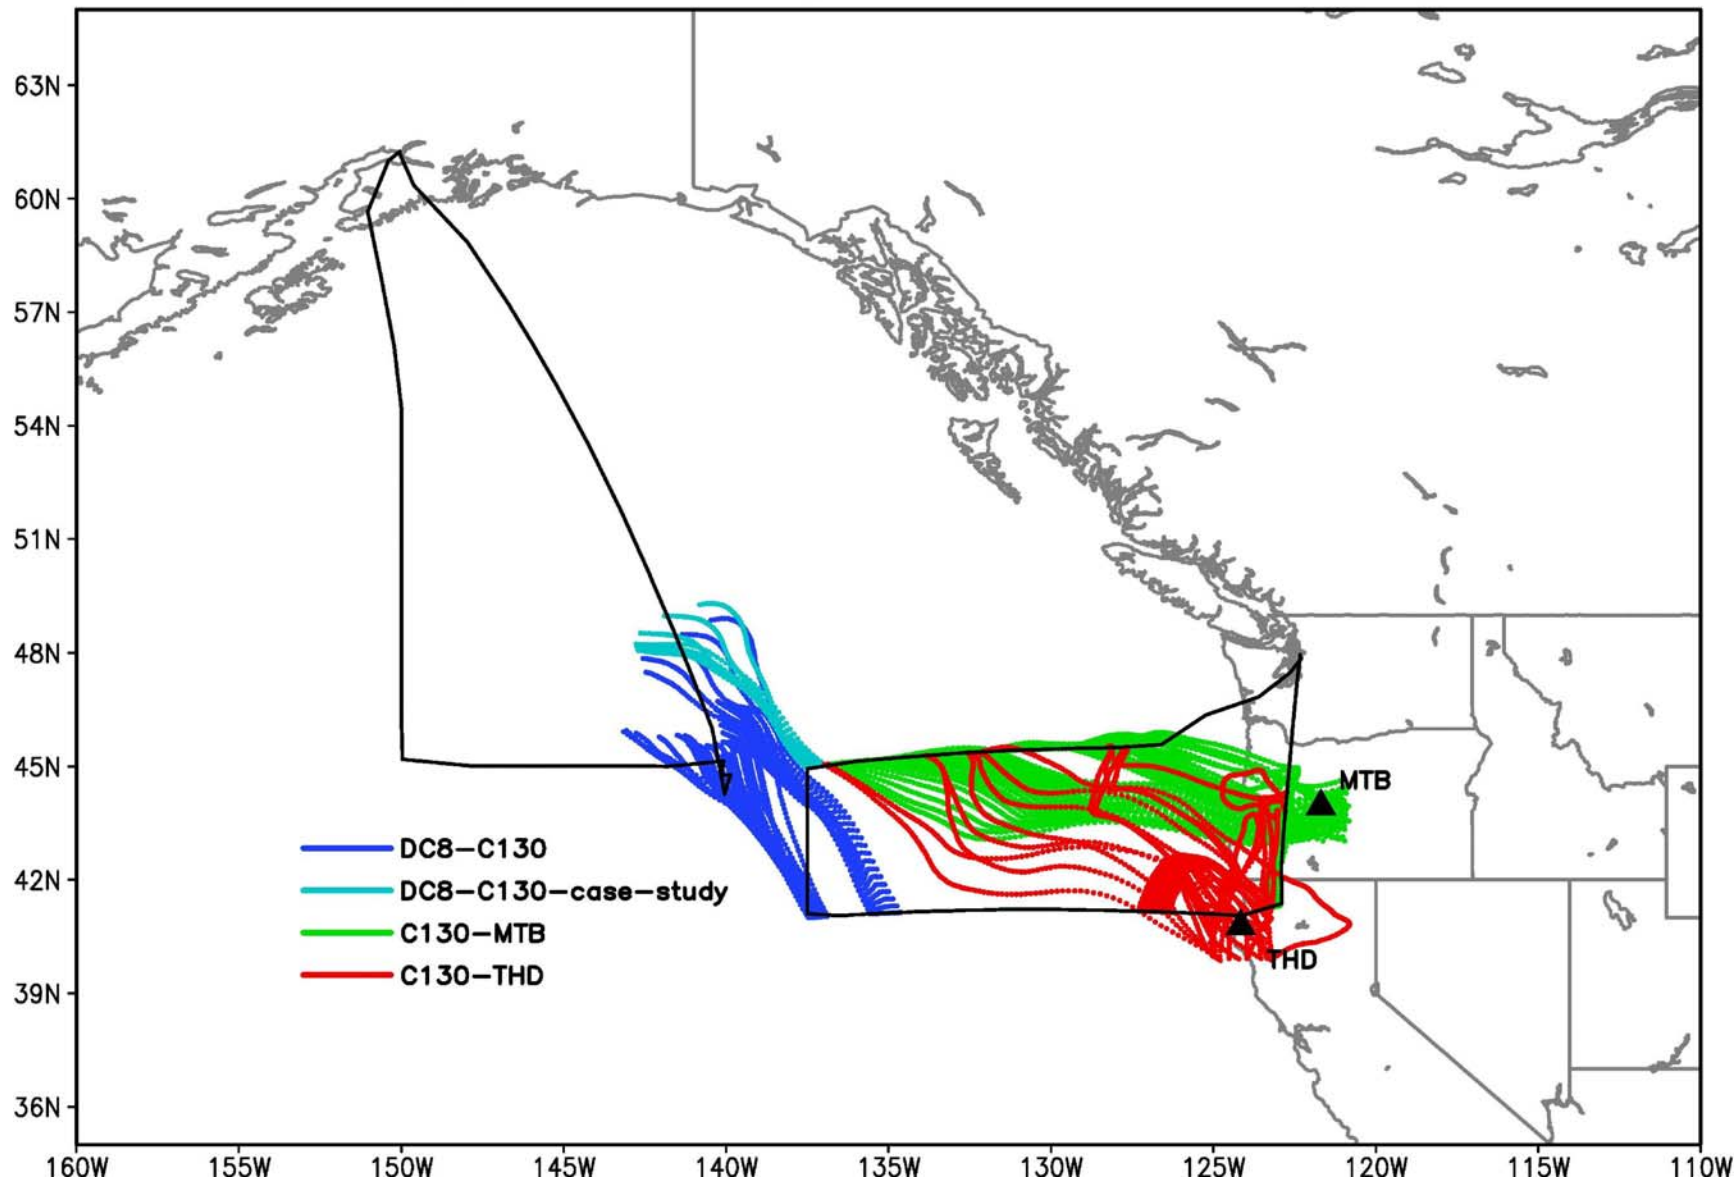 63N
60N
57N
54N
51N
48N
45N
MTB
DC8-C130
42N
DC8-C130-case-study
C130-MTB
THD
C130-THD
39N
36N
160W 155W 150W 145W 140W 135W 130W 125W 120W 115W 110W